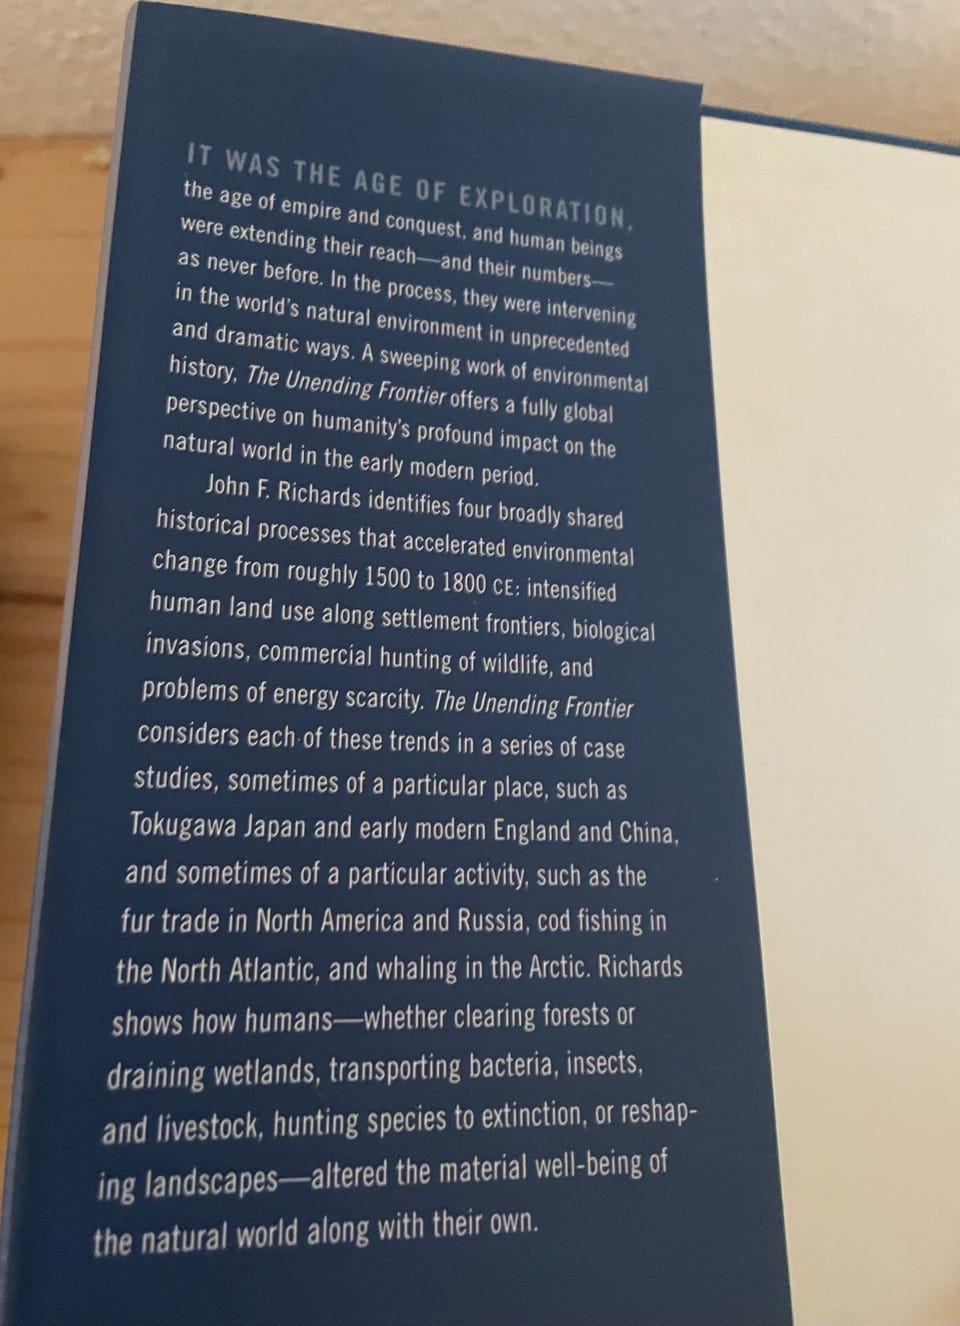 IT WAS THE AGE OF EXPLORATION,
the age of empire and conquest, and human beings
were extending their reach—and their numbers—
as never before. In the process, they were intervening
in the world's natural environment in unprecedented
and dramatic ways. A sweeping work of environmental
history, The Unending Frontier offers a fully global
perspective on humanity's profound impact on the
natural world in the early modern period.
John F. Richards identifies four broadly shared
historical processes that accelerated environmental
change from roughly 1500 to 1800 CE: intensified
human land use along settlement frontiers, biological
invasions, commercial hunting of wildlife, and
problems of energy scarcity. The Unending Frontier
considers each of these trends in a series of case
studies, sometimes of a particular place, such as
Tokugawa Japan and early modern England and China,
and sometimes of a particular activity, such as the
fur trade in North America and Russia, cod fishing in
the North Atlantic, and whaling in the Arctic. Richards
shows how humans—whether clearing forests or
draining wetlands, transporting bacteria, insects,
and livestock, hunting species to extinction, or reshap-
ing landscapes—altered the material well-being of
the natural world along with their own.